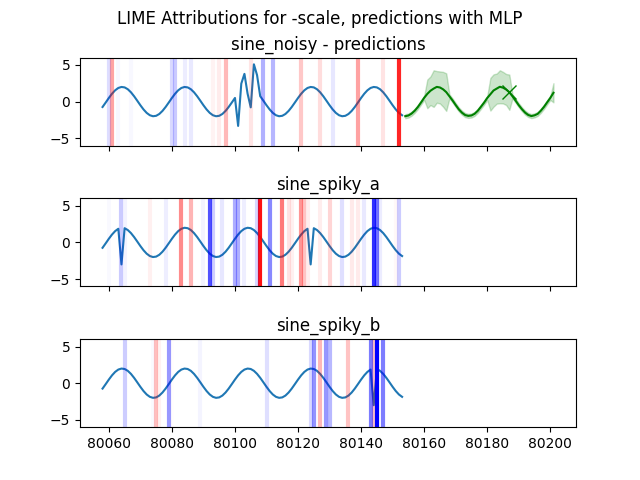 LIME Attributions for -scale, predictions with MLP
sine_noisy - predictions
5
0
−5
sine_spiky_a
5
0
−5
sine_spiky_b
5
0
−5
80060 80080 80100 80120 80140 80160 80180 80200